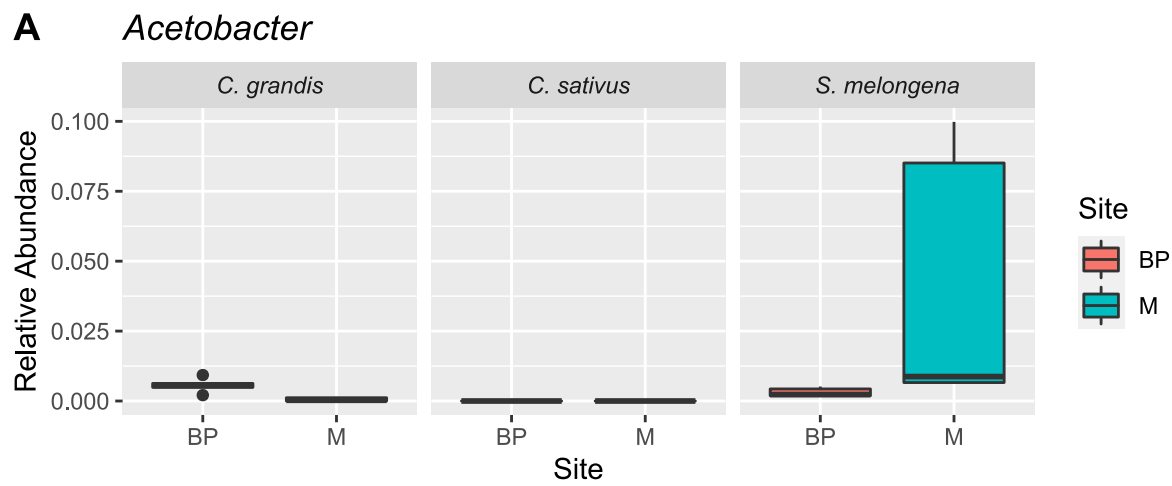 A Acetobacter
C. grandis C. sativus S. melongena
Relative Abundance
0.100
0.075
0.050
0.025
0.000
BP M BP M BP M
Site
Site
BP
M